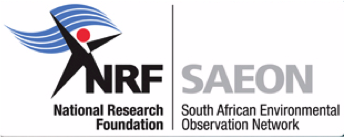 NRF
National Research
Foundation
SAEON
South African Environmental
Observation Network